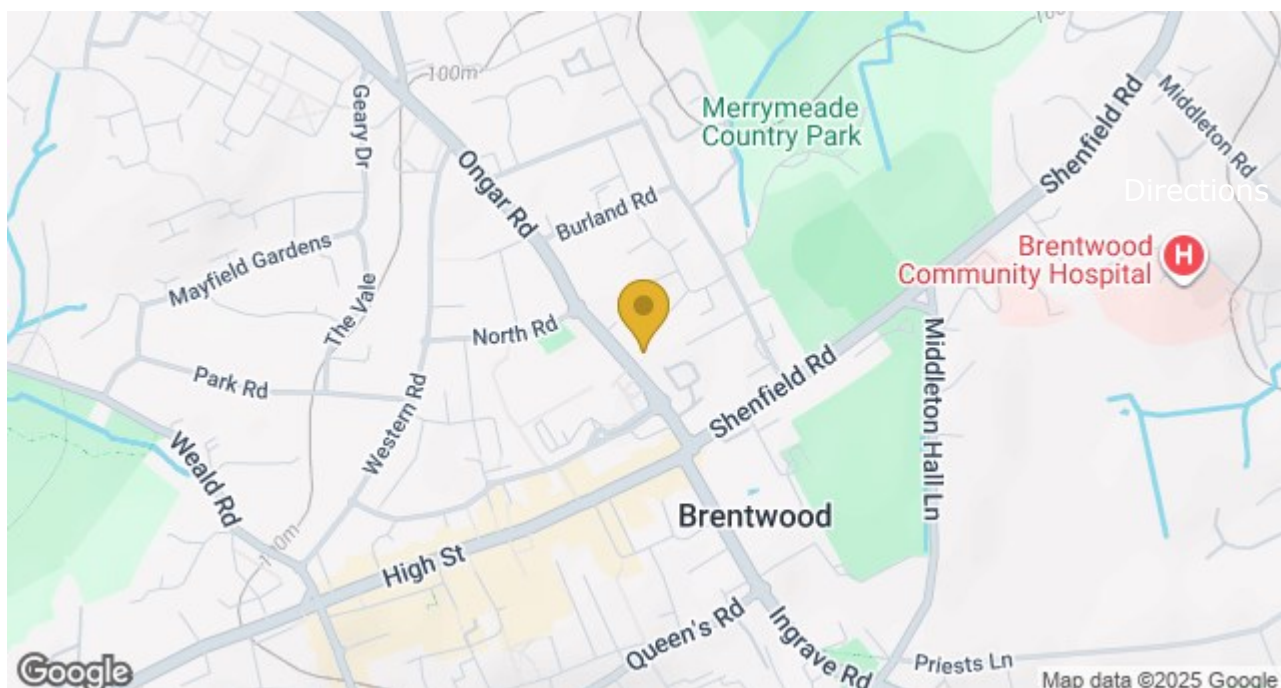 100m
100m
Geary Dr
Merrymeade
Country Park
Shenfield Rd
Middleton Rd
Directions
Ongar Rd
Burland Rd
Brentwood
Community Hospital
H
Mayfield Gardens
The Vale
North Rd
Park Rd
Western Rd
Shenfield Rd
Middleton Hall Ln
Weald Rd
100m
Brentwood
High St
Queen's Rd
Ingrave Rd
Priests Ln
Google
Map data ©2025 Google